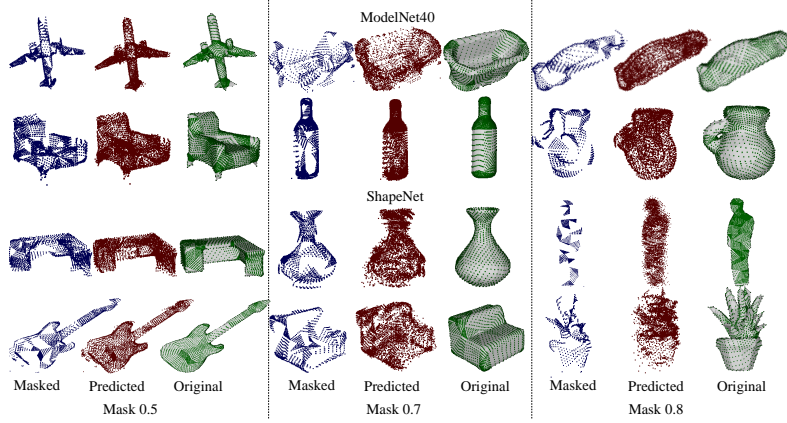 ModelNet40
ShapeNet
Masked Predicted Original Masked Predicted Original Masked Predicted Original
Mask 0.5 Mask 0.7 Mask 0.8